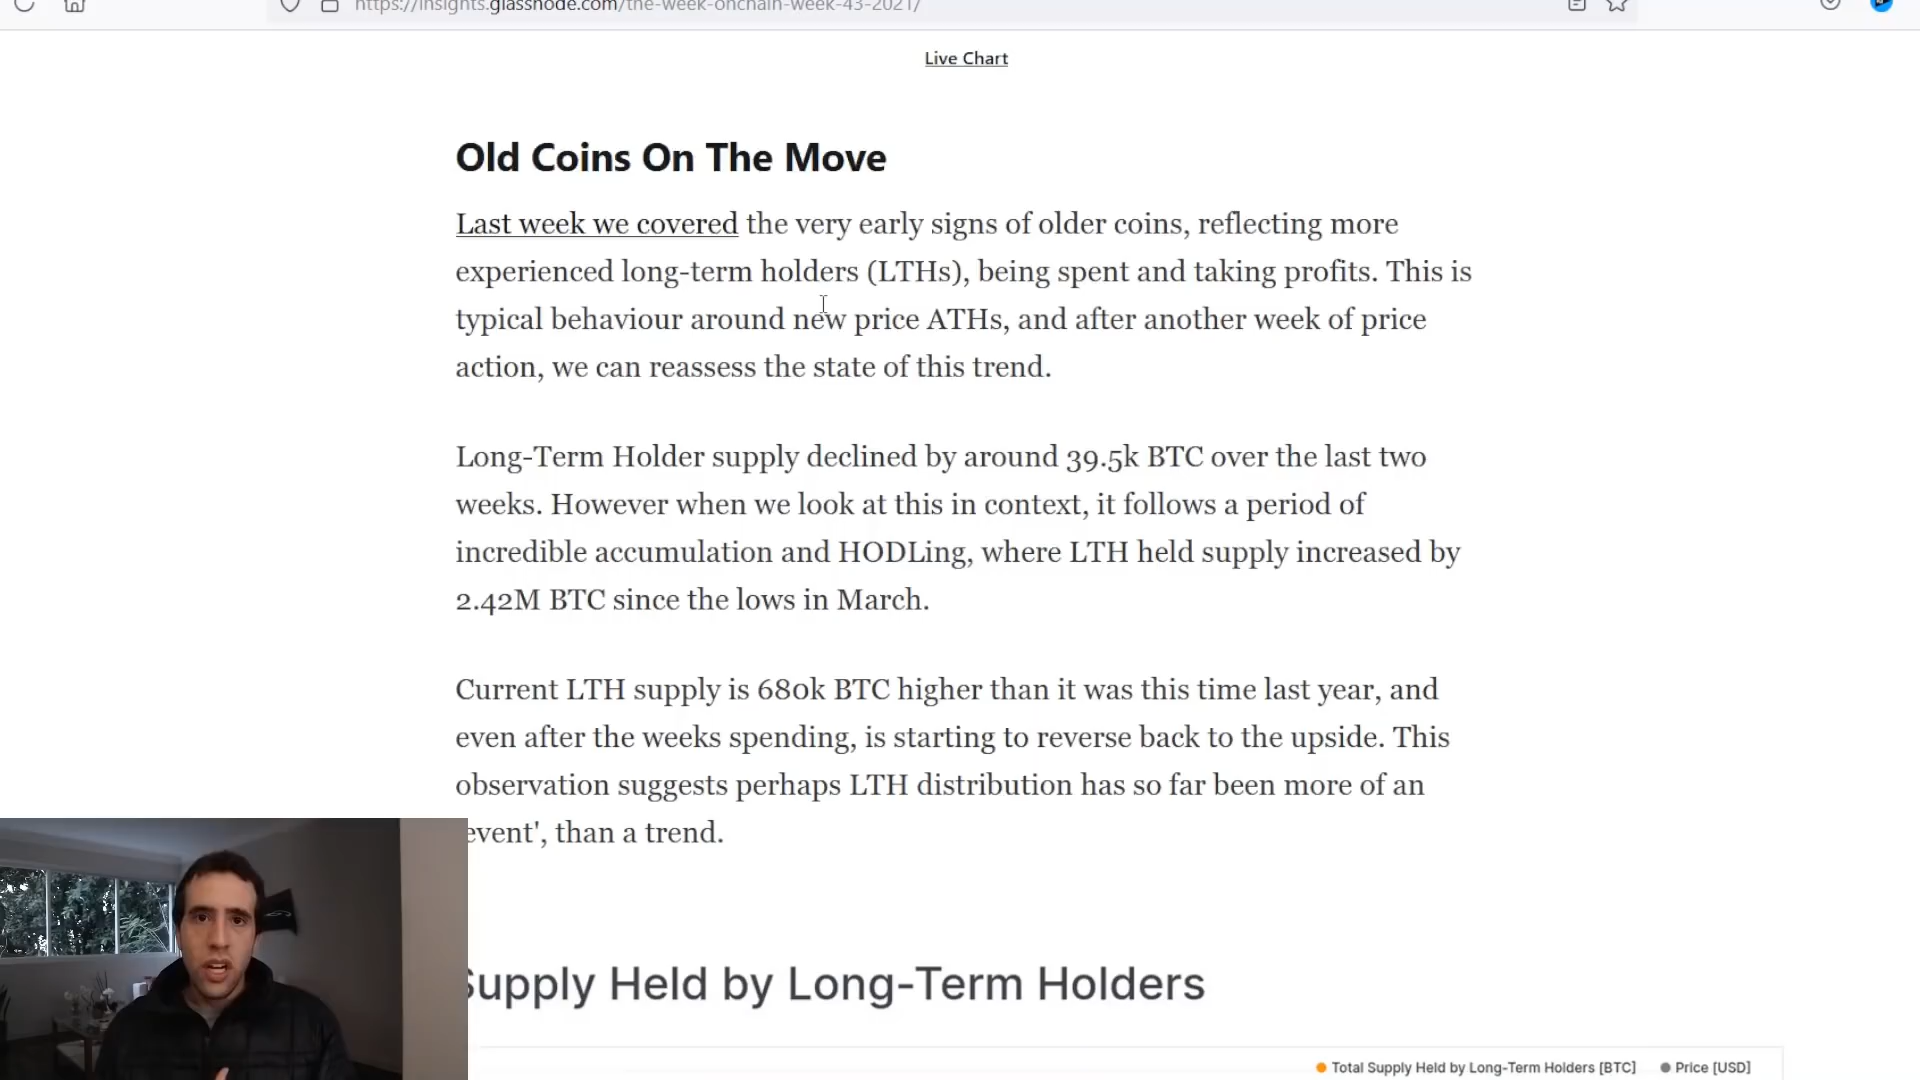 https://insights.glassnode.com/the-week-onchain-week-43-2021/
Live Chart
Old Coins On The Move
Last week we covered the very early signs of older coins, reflecting more
experienced long-term holders (LTHs), being spent and taking profits. This is
typical behaviour around new price ATHs, and after another week of price
action, we can reassess the state of this trend.
Long-Term Holder supply declined by around 39.5k BTC over the last two
weeks. However when we look at this in context, it follows a period of
incredible accumulation and HODLing, where LTH held supply increased by
2.42M BTC since the lows in March.
Current LTH supply is 680k BTC higher than it was this time last year, and
even after the weeks spending, is starting to reverse back to the upside. This
observation suggests perhaps LTH distribution has so far been more of an
event', than a trend.
Supply Held by Long-Term Holders
Total Supply Held by Long-Term Holders [BTC] Price [USD]